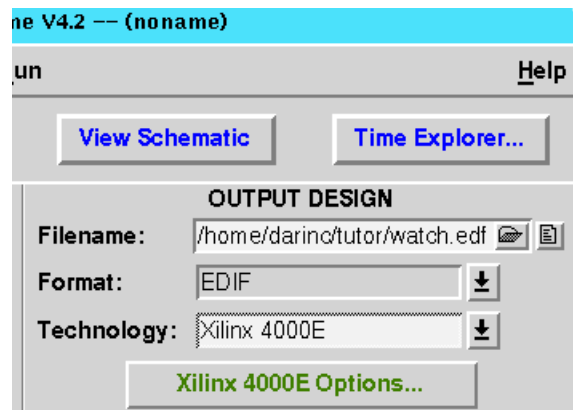 me V4.2 -- (noname)
un Help
View Schematic Time Explorer...
OUTPUT DESIGN
Filename: /home/darinc/tutor/watch.edf
Format: EDIF
Technology: Xilinx 4000E
Xilinx 4000E Options...